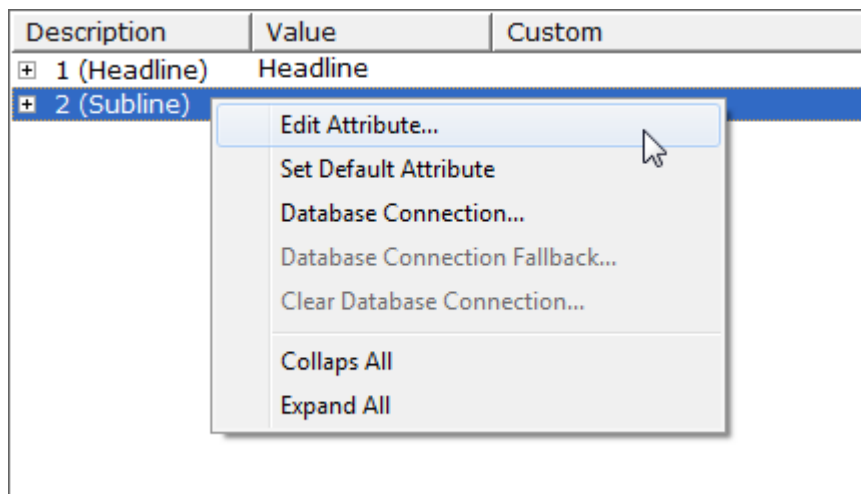 Description Value Custom
1 (Headline) Headline
2 (Subline)
Edit Attribute...
Set Default Attribute
Database Connection...
Database Connection Fallback...
Clear Database Connection...
Collaps All
Expand All